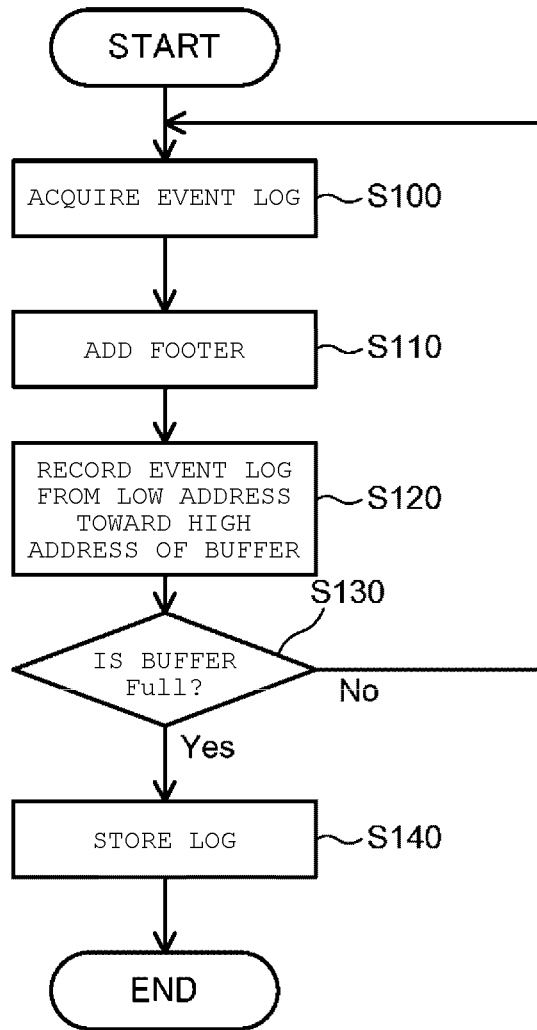 START
ACQUIRE EVENT LOG
S100
ADD FOOTER
S110
RECORD EVENT LOG
FROM LOW ADDRESS
TOWARD HIGH
ADDRESS OF BUFFER
S120
S130
IS BUFFER
Full?
No
Yes
STORE LOG
S140
END